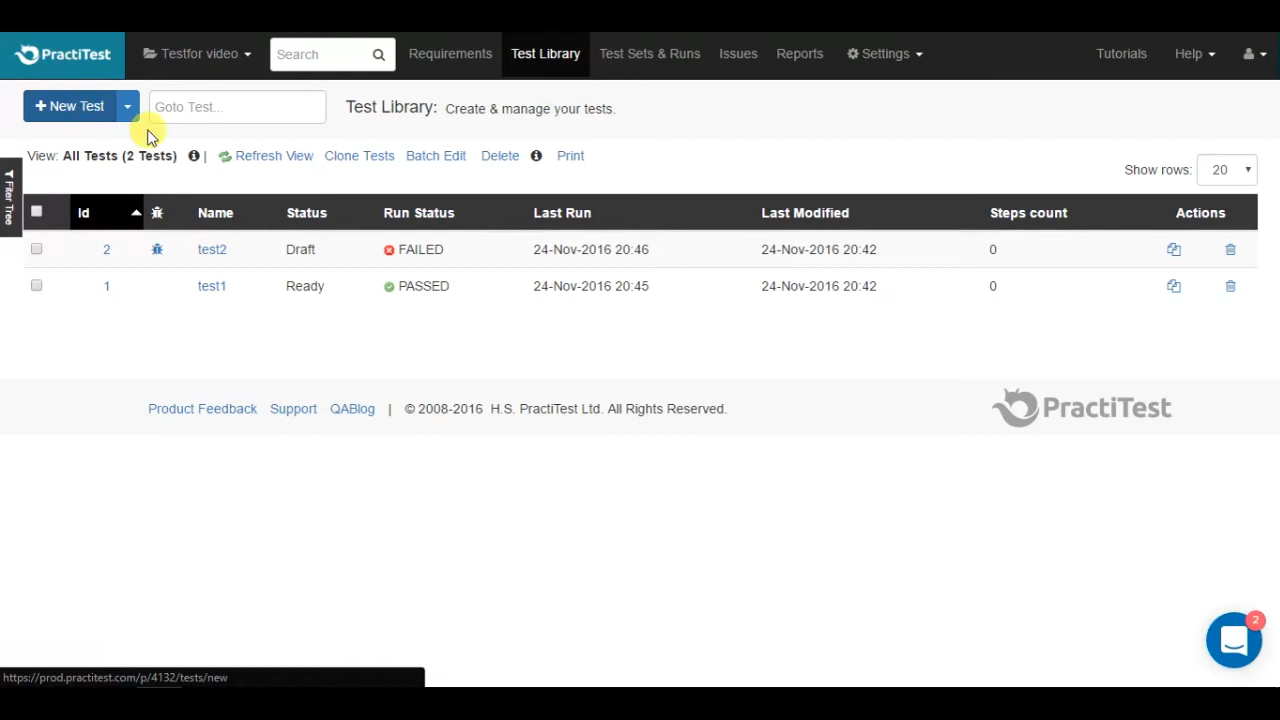 PractiTest Testfor video Search Requirements Test Library Test Sets & Runs Issues Reports Settings Tutorials Help
+ New Test Goto Test... Test Library: Create & manage your tests.
View: All Tests (2 Tests) | Refresh View Clone Tests Batch Edit Delete Print
Show rows: 20
Filter Tree
Id Name Status Run Status Last Run Last Modified Steps count Actions
2 test2 Draft FAILED 24-Nov-2016 20:46 24-Nov-2016 20:42 0
1 test1 Ready PASSED 24-Nov-2016 20:45 24-Nov-2016 20:42 0
Product Feedback Support QABlog | © 2008-2016 H.S. PractiTest Ltd. All Rights Reserved. PractiTest
2
https://prod.practitest.com/p/4132/tests/new